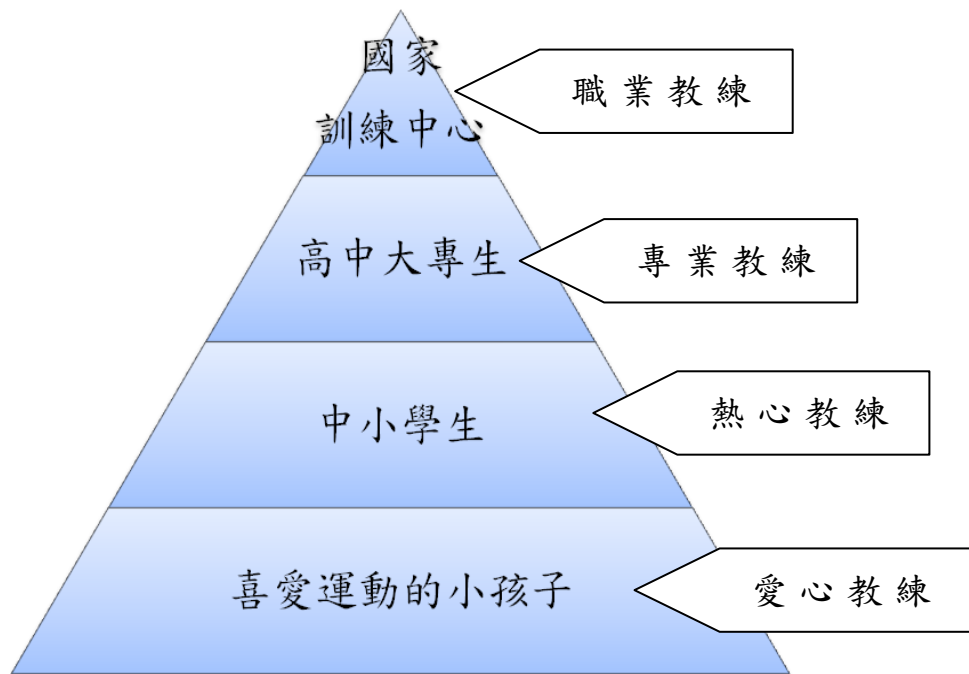 國家
訓練中心
職業教練
高中大專生
專業教練
中小學生
熱心教練
喜愛運動的小孩子
愛心教練